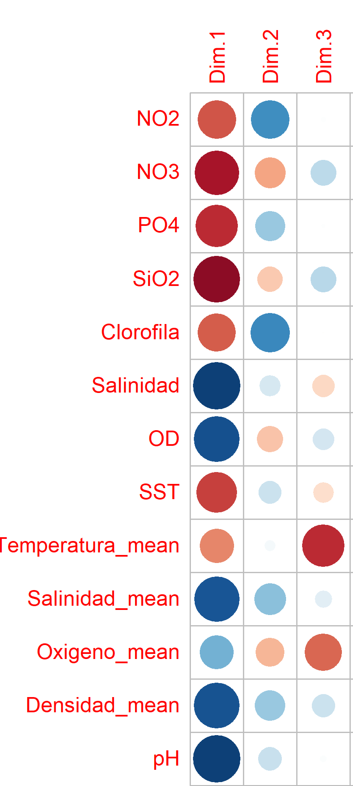 Dim.1 Dim.2 Dim.3
NO2
NO3
PO4
SiO2
Clorofila
Salinidad
OD
SST
Temperatura_mean
Salinidad_mean
Oxigeno_mean
Densidad_mean
pH